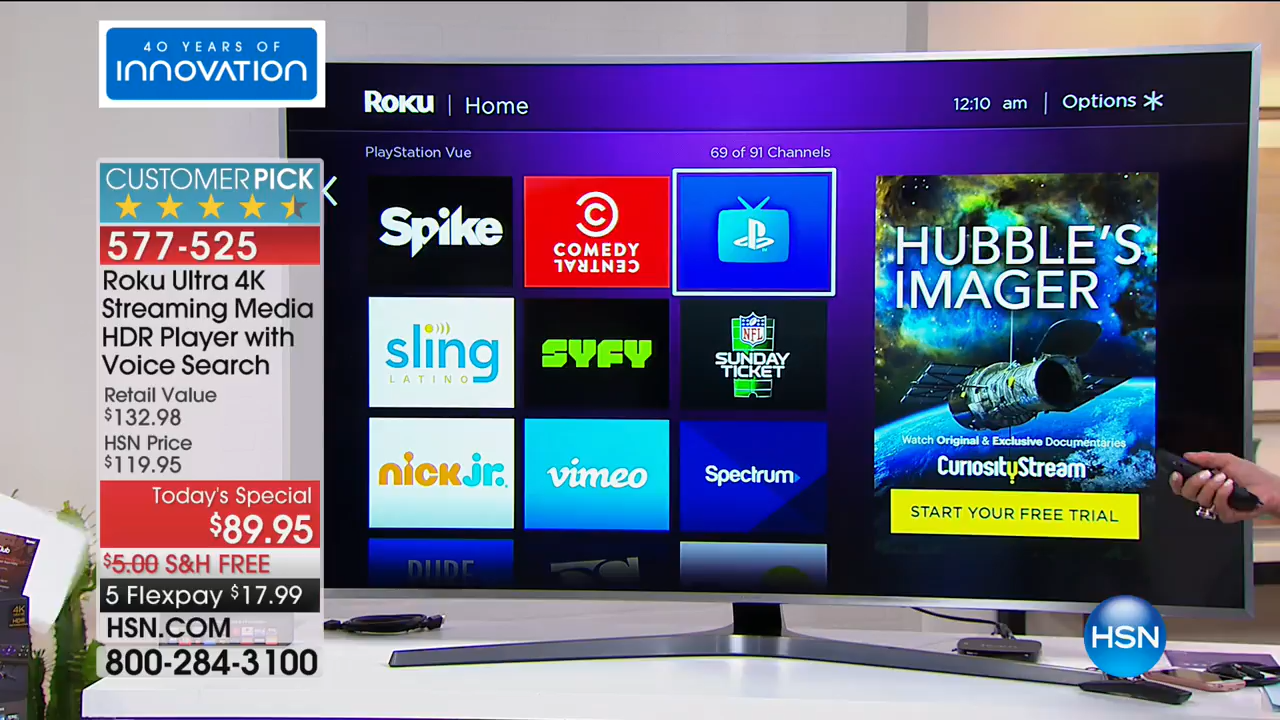 40 YEARS OF
INNOVATION
CUSTOMER PICK
577-525
Roku Ultra 4K
Streaming Media
HDR Player with
Voice Search
Retail Value
$132.98
HSN Price
$119.95
Today's Special
$89.95
$5.00 S&H FREE
5 Flexpay $17.99
HSN.COM
800-284-3100
Roku | Home
12:10 am | Options
PlayStation Vue
69 of 91 Channels
Spike
COMEDY
CENTRAL
sling
LATINO
SYFY
NFL
SUNDAY
TICKET
nick jr.
vimeo
Spectrum
HUBBLE'S
IMAGER
Watch Original & Exclusive Documentaries
CuriosityStream
START YOUR FREE TRIAL
HSN
4K